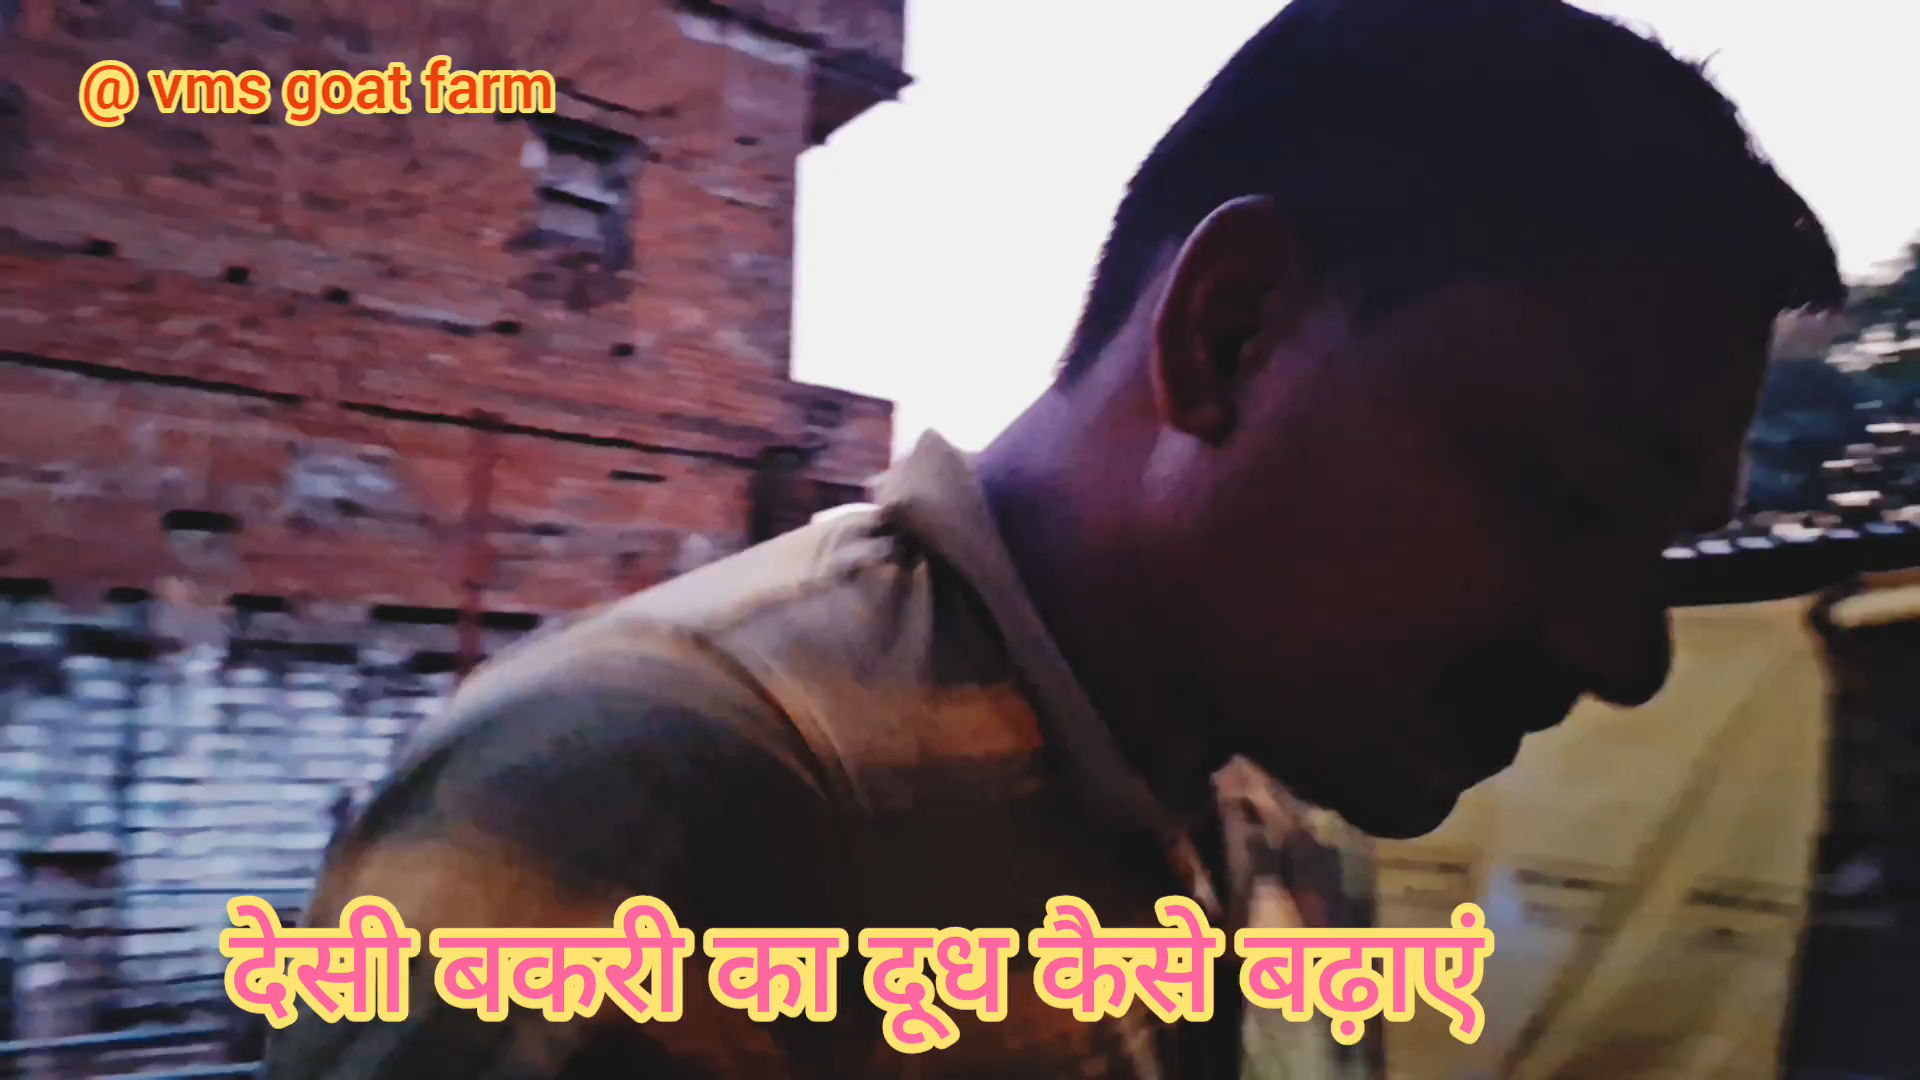 @ vms goat farm
देसी बकरी का दूध कैसे बढ़ाएं